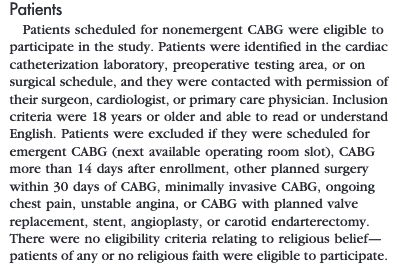 Patients
Patients scheduled for nonemergent CABG were eligible to
participate in the study. Patients were identified in the cardiac
catheterization laboratory, preoperative testing area, or on
surgical schedule, and they were contacted with permission of
their surgeon, cardiologist, or primary care physician. Inclusion
criteria were 18 years or older and able to read or understand
English. Patients were excluded if they were scheduled for
emergent CABG (next available operating room slot), CABG
more than 14 days after enrollment, other planned surgery
within 30 days of CABG, minimally invasive CABG, ongoing
chest pain, unstable angina, or CABG with planned valve
replacement, stent, angioplasty, or carotid endarterectomy.
There were no eligibility criteria relating to religious belief—
patients of any or no religious faith were eligible to participate.